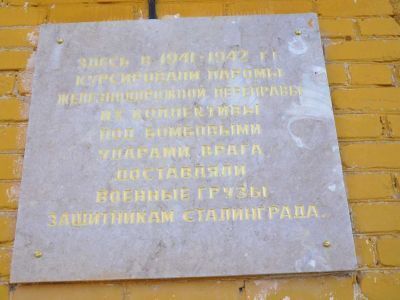 ЗДЕСЬ В 1941-1942 Г.Г.
КУРСИРОВАЛИ ПАРОМЫ
ЖЕЛЕЗНОДОРОЖНОЙ ПЕРЕПРАВЫ
ИХ КОЛЛЕКТИВЫ
ПОД БОМБОВЫМИ
УДАРАМИ ВРАГА
ДОСТАВЛЯЛИ
ВОЕННЫЕ ГРУЗЫ
ЗАЩИТНИКАМ СТАЛИНГРАДА.